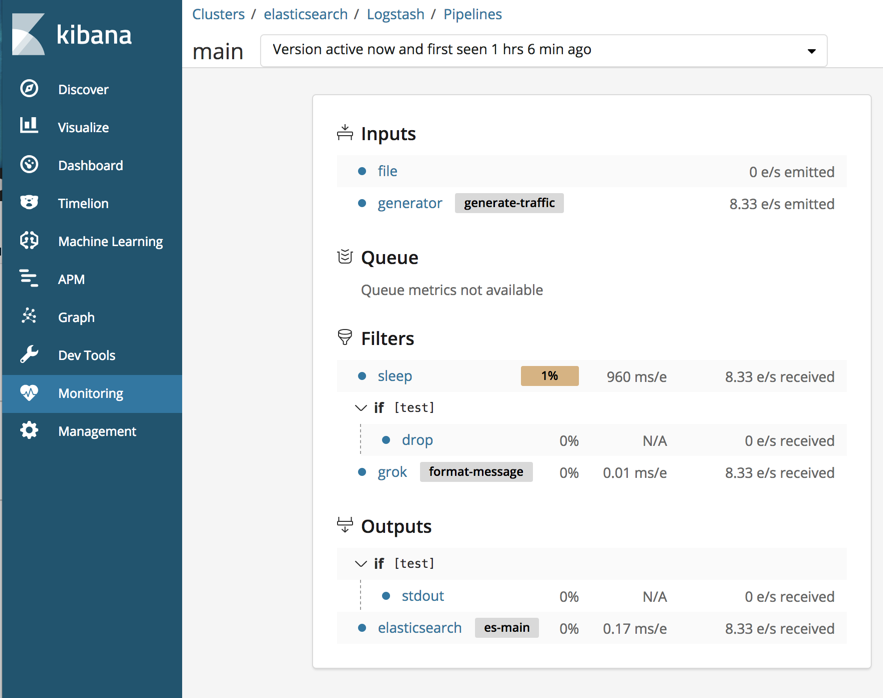 kibana
Discover
Visualize
Dashboard
Timelion
Machine Learning
APM
Graph
Dev Tools
Monitoring
Management
Clusters / elasticsearch / Logstash / Pipelines
main Version active now and first seen 1 hrs 6 min ago
Inputs
file 0 e/s emitted
generator generate-traffic 8.33 e/s emitted
Queue
Queue metrics not available
Filters
sleep 1% 960 ms/e 8.33 e/s received
if [test]
drop 0% N/A 0 e/s received
grok format-message 0% 0.01 ms/e 8.33 e/s received
Outputs
if [test]
stdout 0% N/A 0 e/s received
elasticsearch es-main 0% 0.17 ms/e 8.33 e/s received